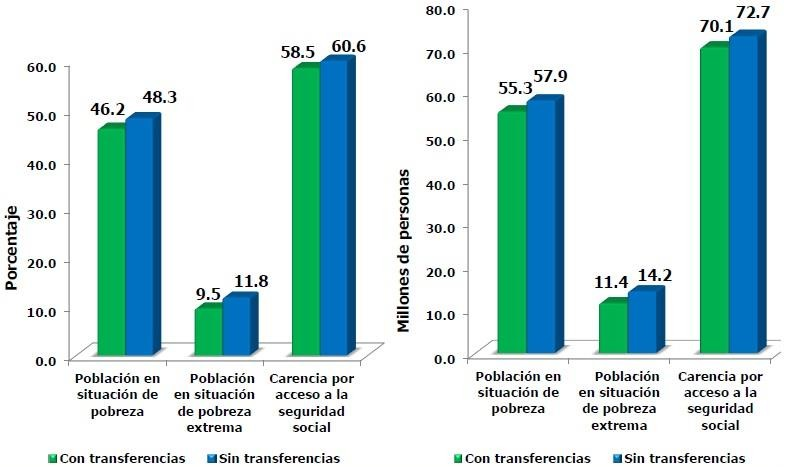 Porcentaje
60.0
50.0
40.0
30.0
20.0
10.0
0.0
46.2
48.3
9.5
11.8
58.5
60.6
Población en
situación de
pobreza
Población
en situación
de pobreza
extrema
Carencia por
acceso a la
seguridad
social
Con transferencias
Sin transferencias
Millones de personas
80.0
70.0
60.0
50.0
40.0
30.0
20.0
10.0
0.0
55.3
57.9
11.4
14.2
70.1
72.7
Población en
situación de
pobreza
Población
en situación
de pobreza
extrema
Carencia por
acceso a la
seguridad
social
Con transferencias
Sin transferencias